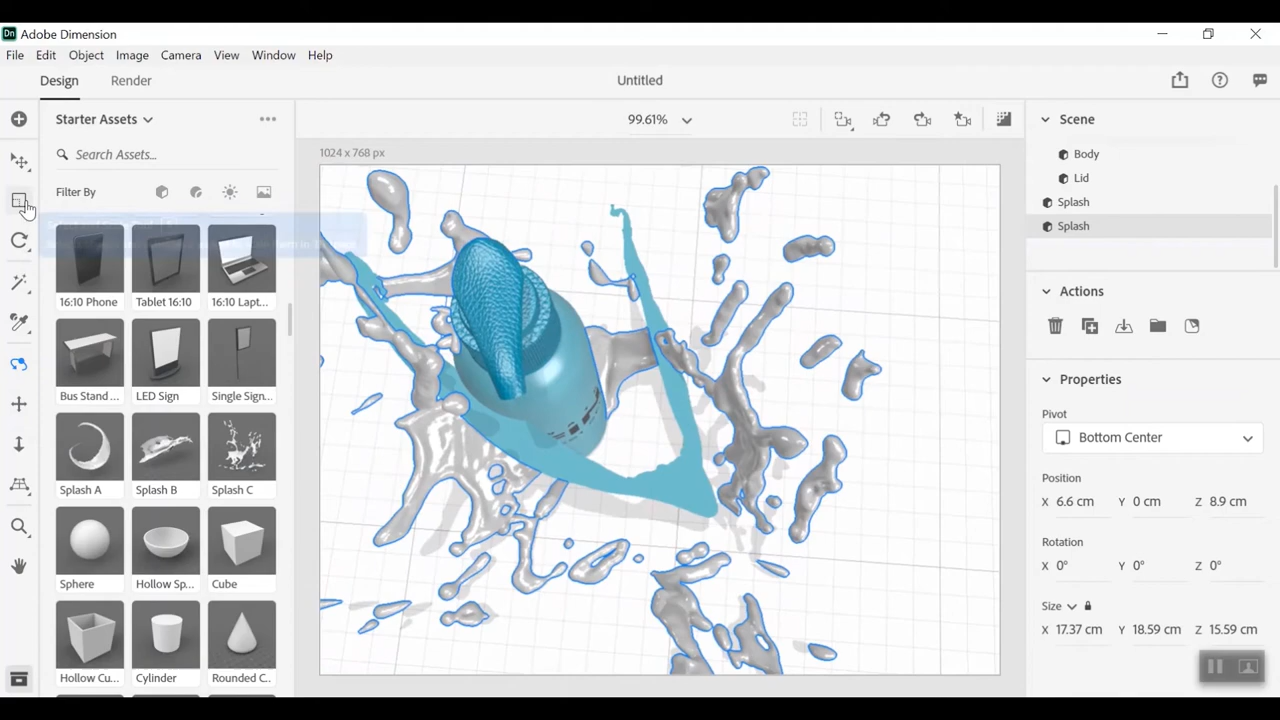 Dn Adobe Dimension
File Edit Object Image Camera View Window Help
Design Render Untitled
Starter Assets
99.61%
Scene
1024 x 768 px
Search Assets...
Body
Filter By
Lid
Splash
Splash
16:10 Phone Tablet 16:10 16:10 Lapt...
Actions
Bus Stand ... LED Sign Single Sign...
Properties
Pivot
Bottom Center
Splash A Splash B Splash C
Position
X 6.6 cm Y 0 cm Z 8.9 cm
Rotation
X 0° Y 0° Z 0°
Sphere Hollow Sp... Cube
Size
X 17.37 cm Y 18.59 cm Z 15.59 cm
Hollow Cu... Cylinder Rounded C...